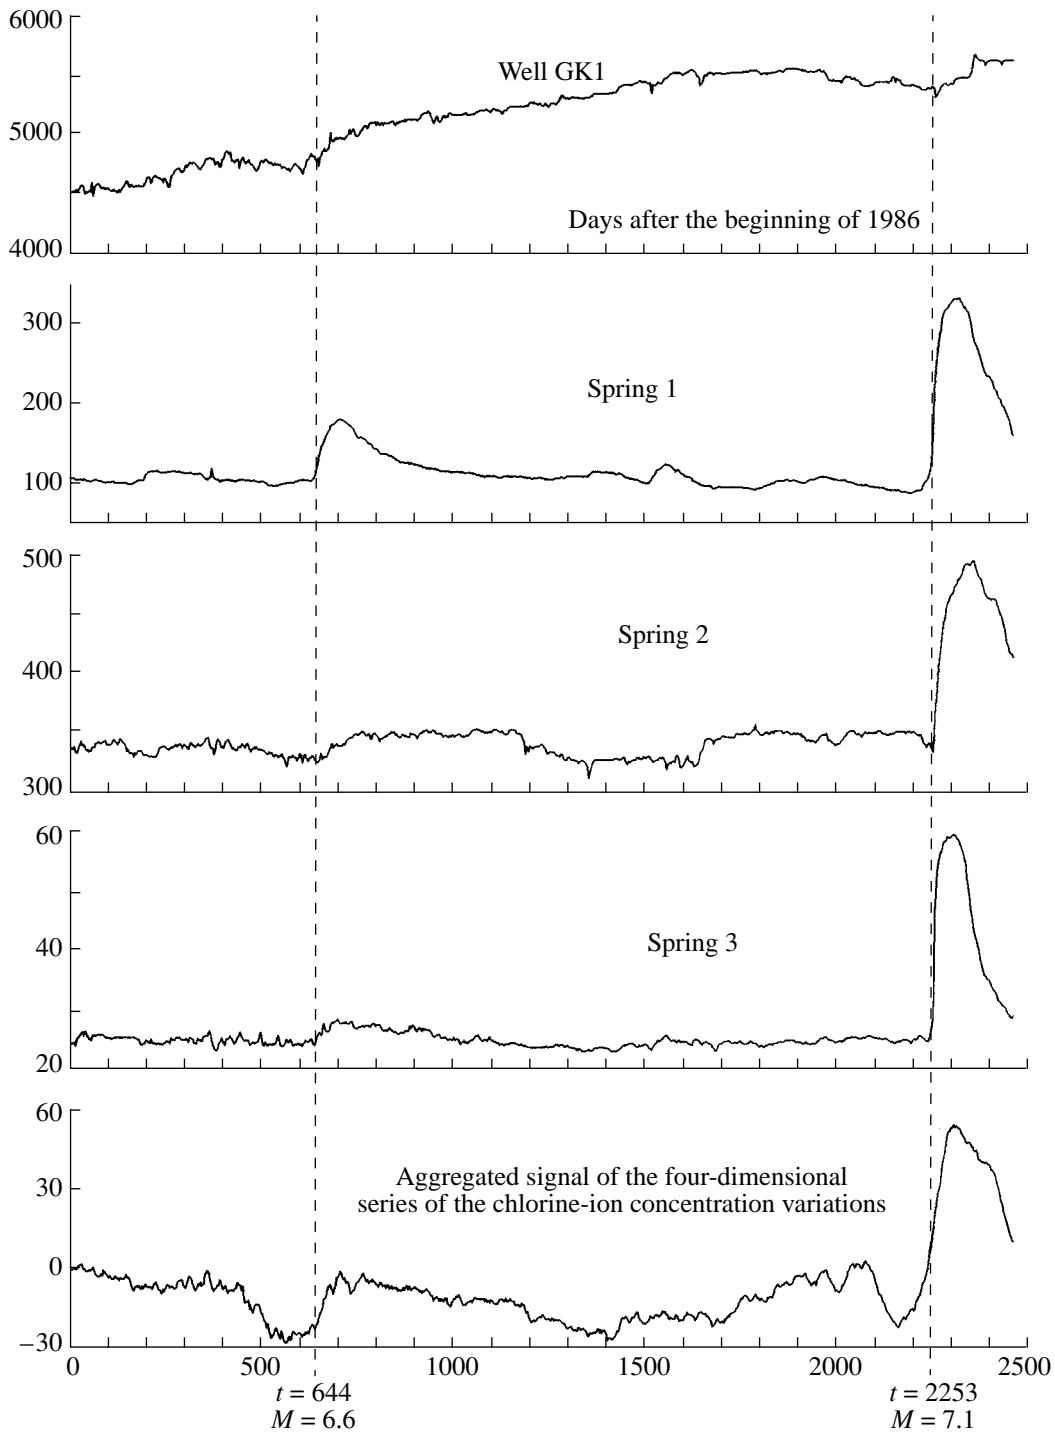 6000
Well GK1
5000
Days after the beginning of 1986
4000
300
Spring 1
200
100
500
Spring 2
400
300
60
Spring 3
40
20
60
Aggregated signal of the four-dimensional
series of the chlorine-ion concentration variations
30
0
−30
0 500 1000 1500 2000 2500
t = 644 t = 2253
M = 6.6 M = 7.1